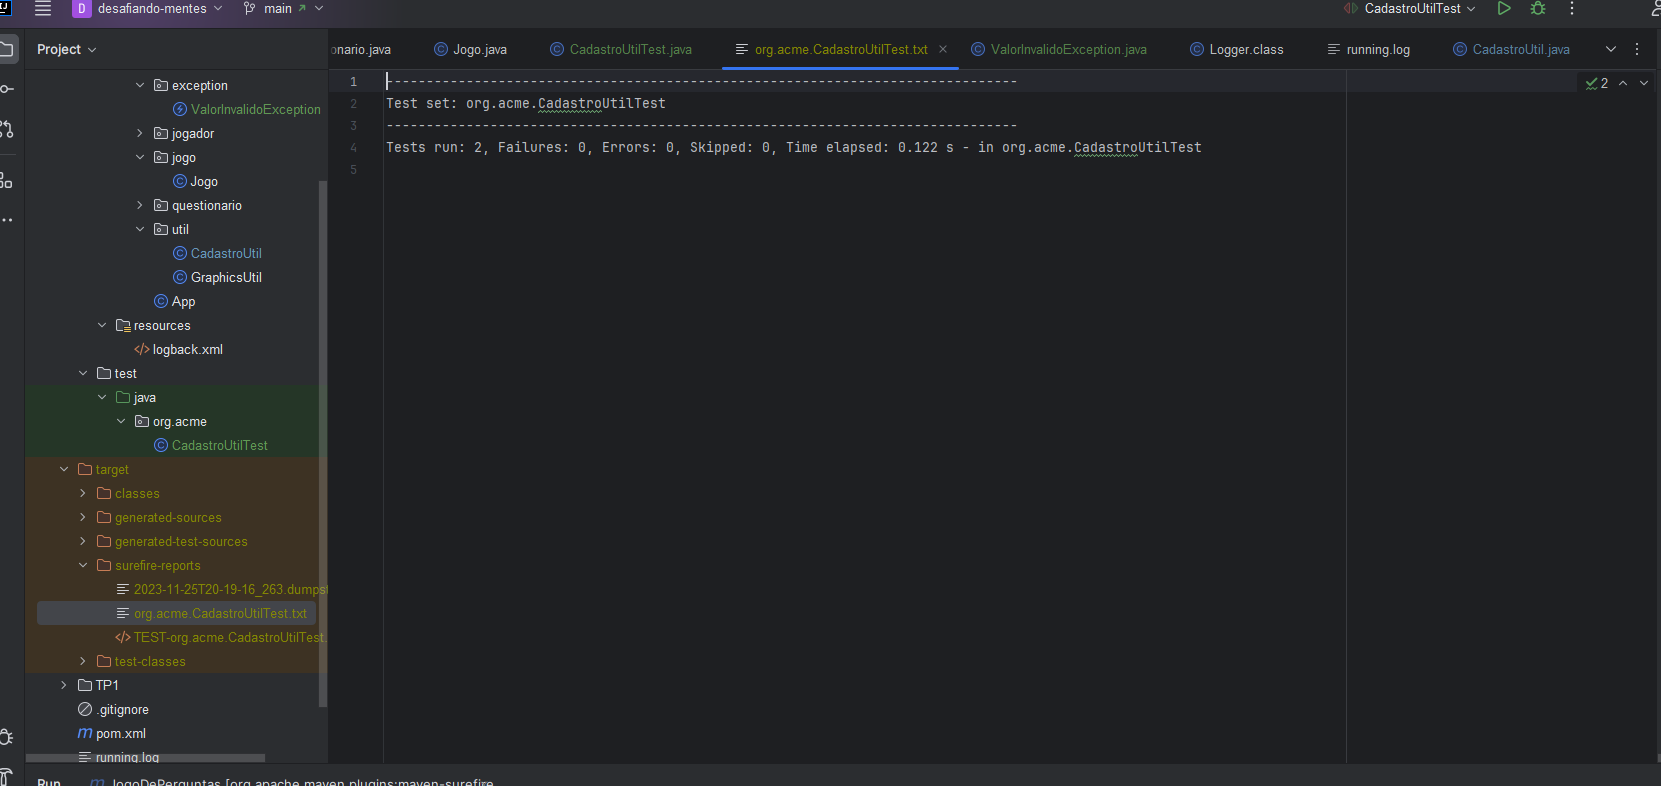 D desafiando-mentes main CadastroUtilTest
Project
onario.java Jogo.java CadastroUtilTest.java org.acme.CadastroUtilTest.txt ValorInvalidoException.java Logger.class running.log CadastroUtil.java
exception
ValorInvalidoException
jogador
jogo
Jogo
questionario
util
CadastroUtil
GraphicsUtil
App
resources
logback.xml
test
java
org.acme
CadastroUtilTest
target
classes
generated-sources
generated-test-sources
surefire-reports
2023-11-25T20-19-16_263.dumpst
org.acme.CadastroUtilTest.txt
TEST-org.acme.CadastroUtilTest.
test-classes
TP1
.gitignore
pom.xml
running.log
1 -------------------------------------------------------------------------------
2 Test set: org.acme.CadastroUtilTest
3 -------------------------------------------------------------------------------
4 Tests run: 2, Failures: 0, Errors: 0, Skipped: 0, Time elapsed: 0.122 s - in org.acme.CadastroUtilTest
5
2
Run JogoDePerguntas [org.apache.maven.plugins:maven-surefire